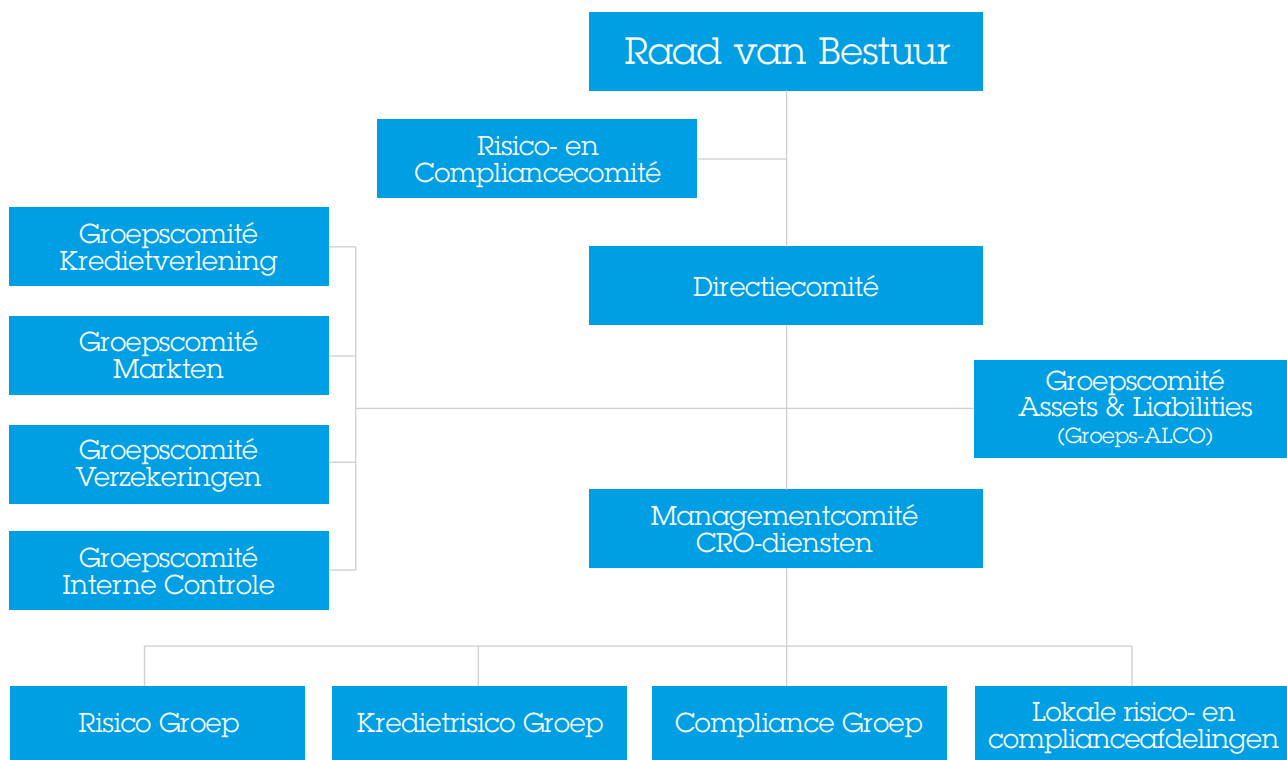 Raad van Bestuur
Risico- en
Compliancecomité
Groepscomité
Kredietverlening
Directiecomité
Groepscomité
Markten
Groepscomité
Assets & Liabilities
(Groeps-ALCO)
Groepscomité
Verzekeringen
Managementcomité
CRO-diensten
Groepscomité
Interne Controle
Risico Groep
Kredietrisico Groep
Compliance Groep
Lokale risico- en
complianceafdelingen